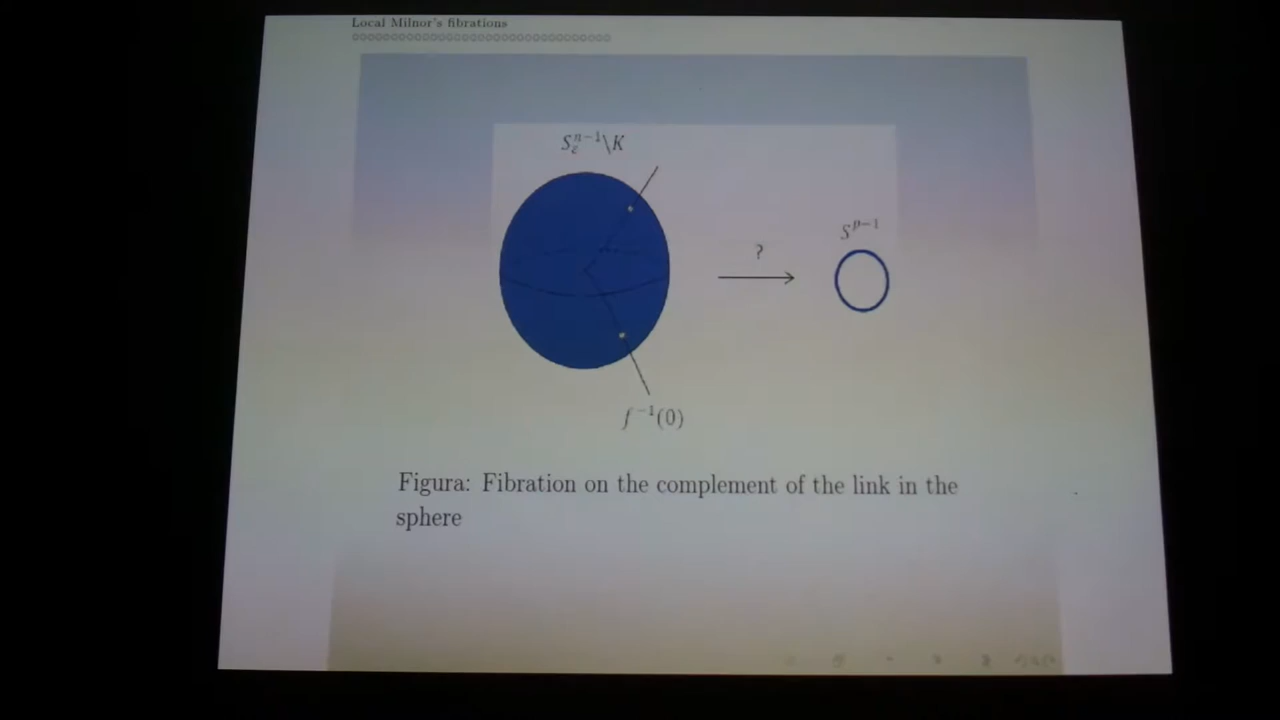 Local Milnor's fibrations
S_ε^{n-1}\K
S^{p-1}
?
f^{-1}(0)
Figura: Fibration on the complement of the link in the
sphere